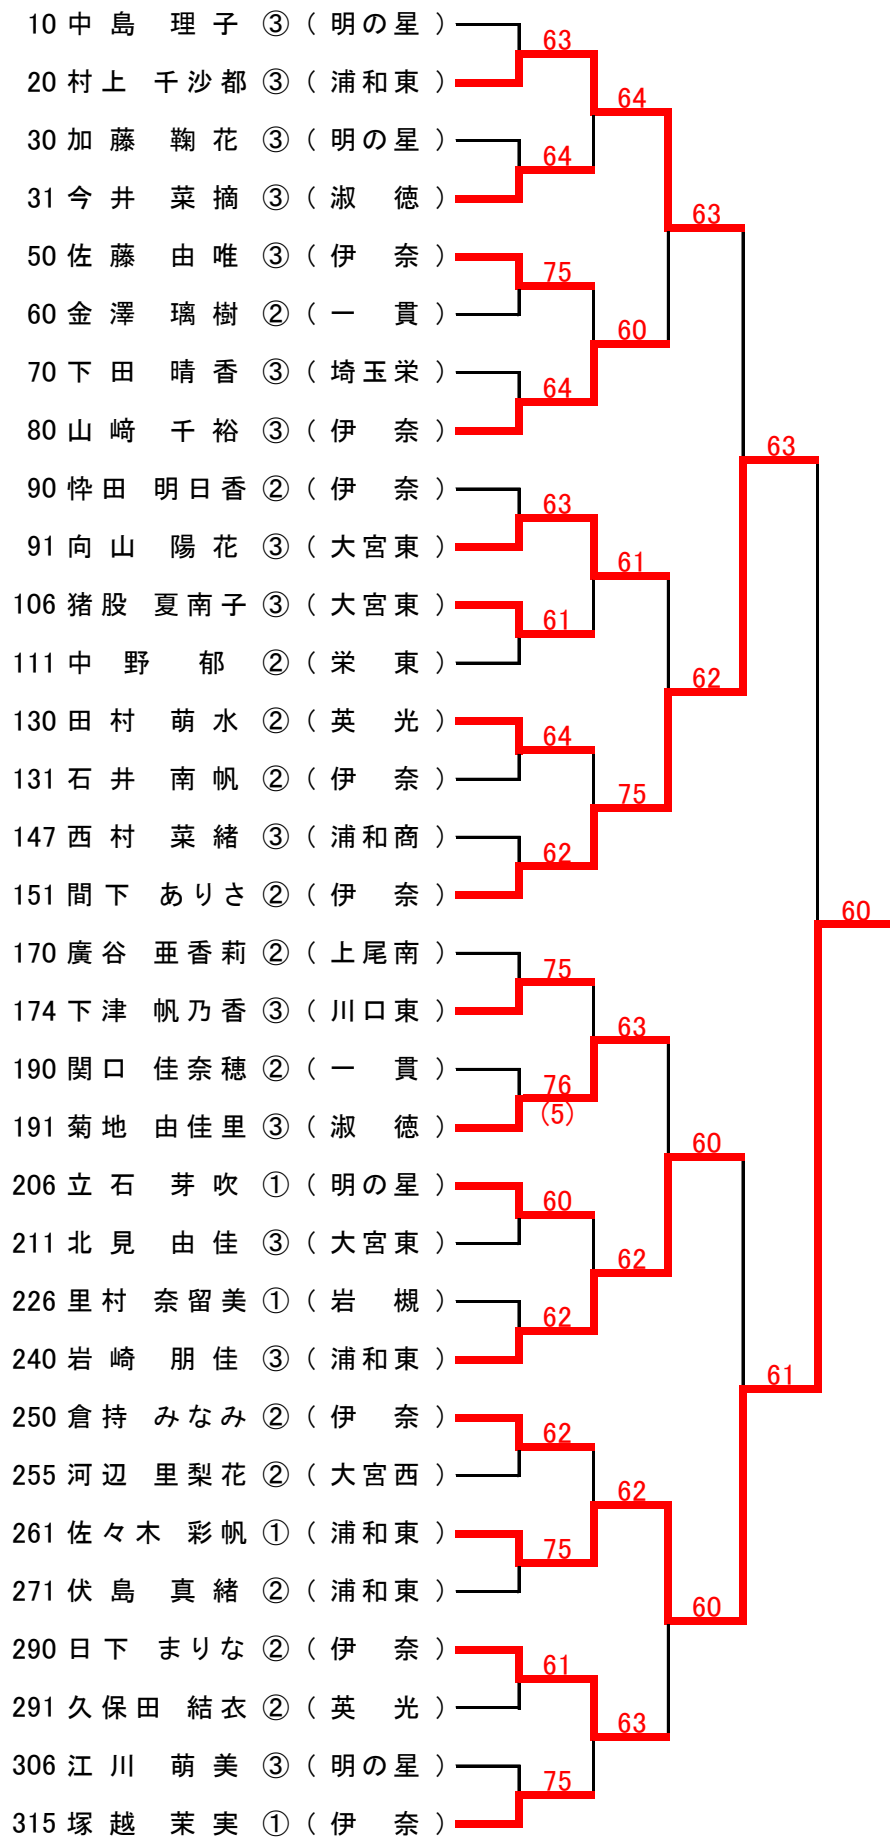 10 中島 理子 ③ ( 明の星 )
63
20 村上 千沙都 ③ ( 浦和東 )
64
30 加藤 鞠花 ③ ( 明の星 )
64
31 今井 菜摘 ③ ( 淑徳 )
63
50 佐藤 由唯 ③ ( 伊奈 )
75
60 金澤 璃樹 ② ( 一貫 )
60
70 下田 晴香 ③ ( 埼玉栄 )
64
80 山﨑 千裕 ③ ( 伊奈 )
63
90 忰田 明日香 ② ( 伊奈 )
63
91 向山 陽花 ③ ( 大宮東 )
61
106 猪股 夏南子 ③ ( 大宮東 )
61
111 中野 郁 ② ( 栄東 )
62
130 田村 萌水 ② ( 英光 )
64
131 石井 南帆 ② ( 伊奈 )
75
147 西村 菜緒 ③ ( 浦和商 )
62
151 間下 ありさ ② ( 伊奈 )
60
170 廣谷 亜香莉 ② ( 上尾南 )
75
174 下津 帆乃香 ③ ( 川口東 )
63
190 関口 佳奈穂 ② ( 一貫 )
76
(5)
191 菊地 由佳里 ③ ( 淑徳 )
60
206 立石 芽吹 ① ( 明の星 )
60
211 北見 由佳 ③ ( 大宮東 )
62
226 里村 奈留美 ① ( 岩槻 )
62
240 岩崎 朋佳 ③ ( 浦和東 )
61
250 倉持 みなみ ② ( 伊奈 )
62
255 河辺 里梨花 ② ( 大宮西 )
62
261 佐々木 彩帆 ① ( 浦和東 )
75
271 伏島 真緒 ② ( 浦和東 )
60
290 日下 まりな ② ( 伊奈 )
61
291 久保田 結衣 ② ( 英光 )
63
306 江川 萌美 ③ ( 明の星 )
75
315 塚越 茉実 ① ( 伊奈 )